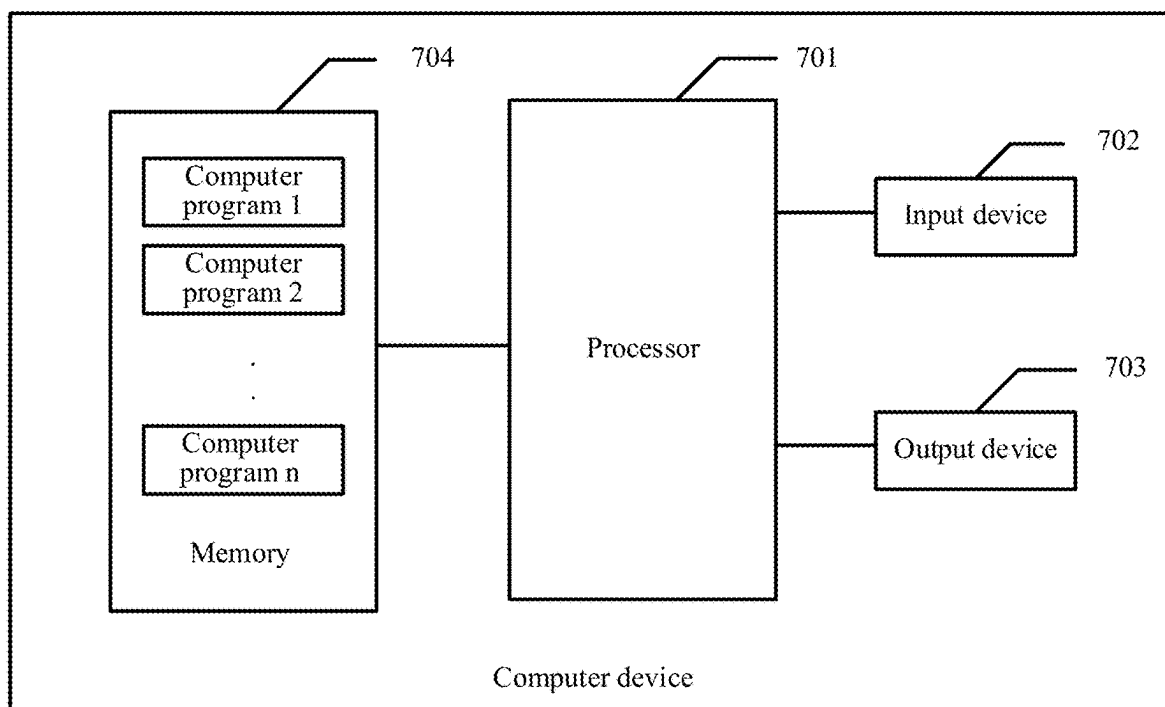 704
701
702
703
Computer
program 1
Computer
program 2
.
.
Computer
program n
Memory
Processor
Input device
Output device
Computer device